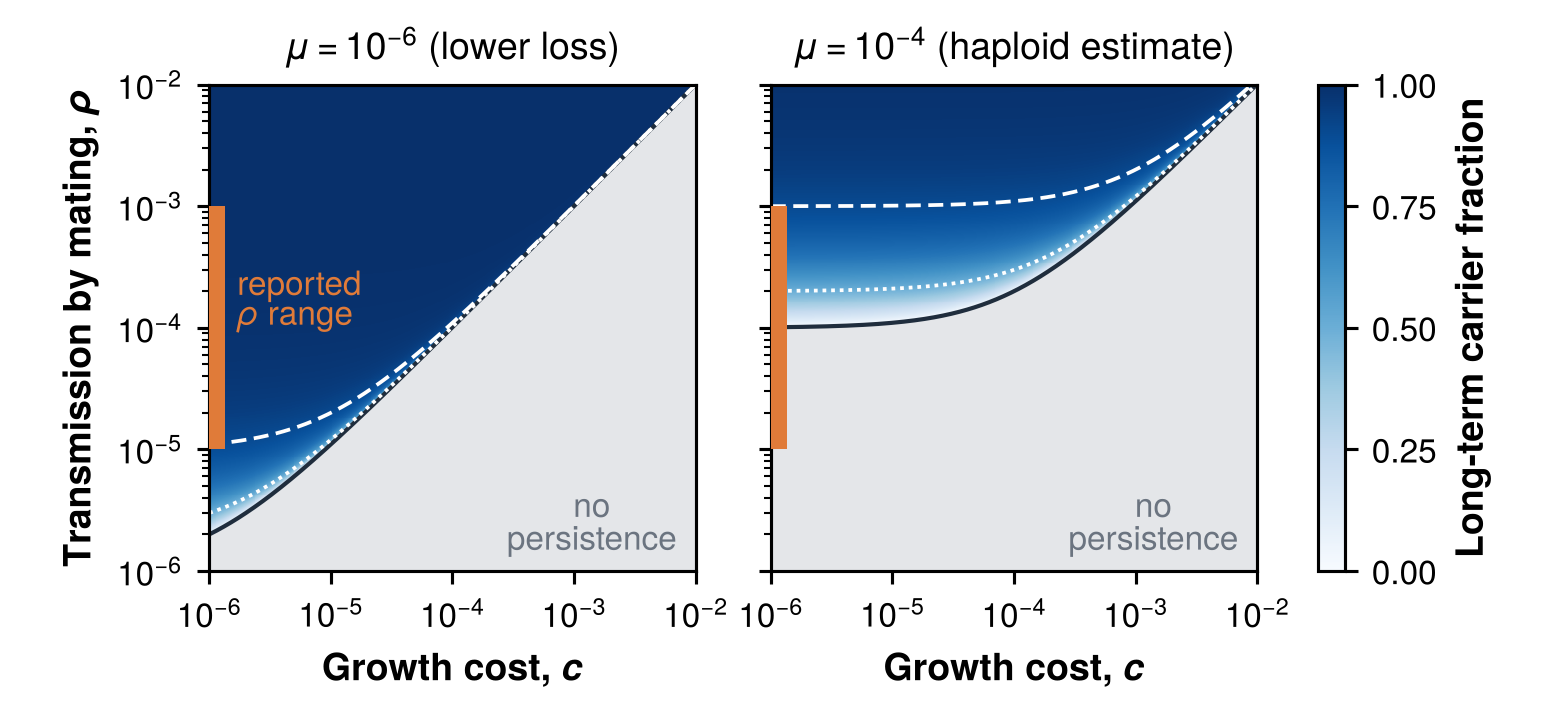 μ = 10⁻⁶ (lower loss)
μ = 10⁻⁴ (haploid estimate)
Transmission by mating, ρ
10⁻²
10⁻³
10⁻⁴
10⁻⁵
10⁻⁶
reported
ρ range
no
persistence
no
persistence
10⁻⁶ 10⁻⁵ 10⁻⁴ 10⁻³ 10⁻²
10⁻⁶ 10⁻⁵ 10⁻⁴ 10⁻³ 10⁻²
Growth cost, c
Growth cost, c
1.00
0.75
0.50
0.25
0.00
Long-term carrier fraction